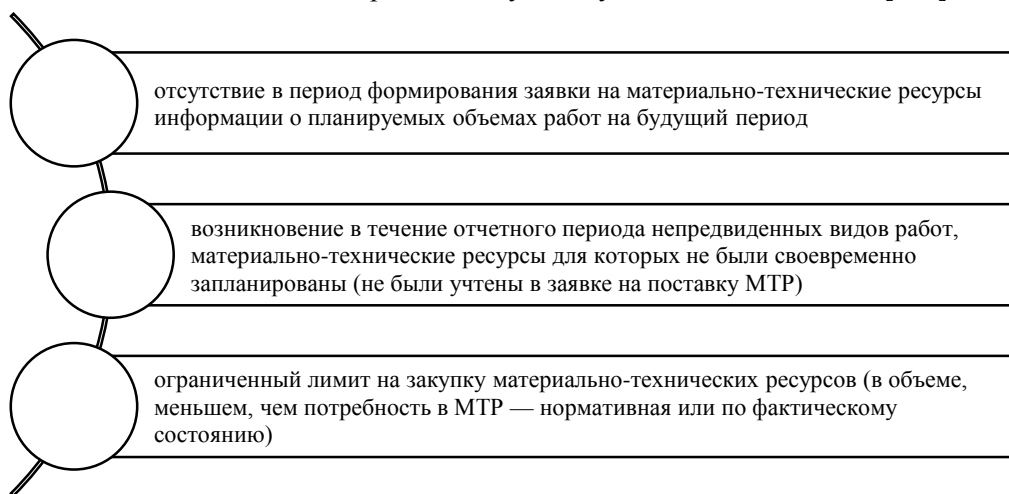 отсутствие в период формирования заявки на материально-технические ресурсы
информации о планируемых объемах работ на будущий период
возникновение в течение отчетного периода непредвиденных видов работ,
материально-технические ресурсы для которых не были своевременно
запланированы (не были учтены в заявке на поставку МТР)
ограниченный лимит на закупку материально-технических ресурсов (в объеме,
меньшем, чем потребность в МТР — нормативная или по фактическому
состоянию)